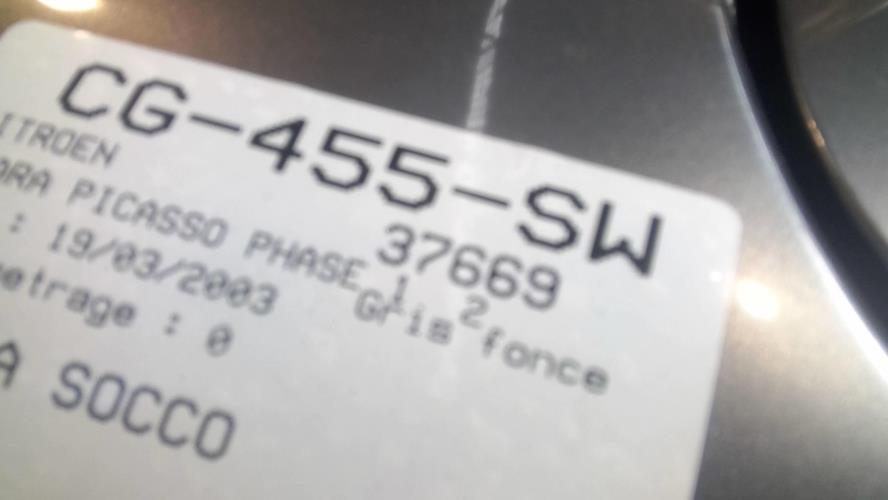 CG-455-SW
ITROEN 37669
ORA PICASSO PHASE 1 2
: 19/03/2003 Gris fonce
etrage : 0
A SOCCO